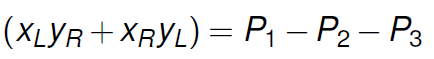 (x_L y_R + x_R y_L) = P_1 − P_2 − P_3